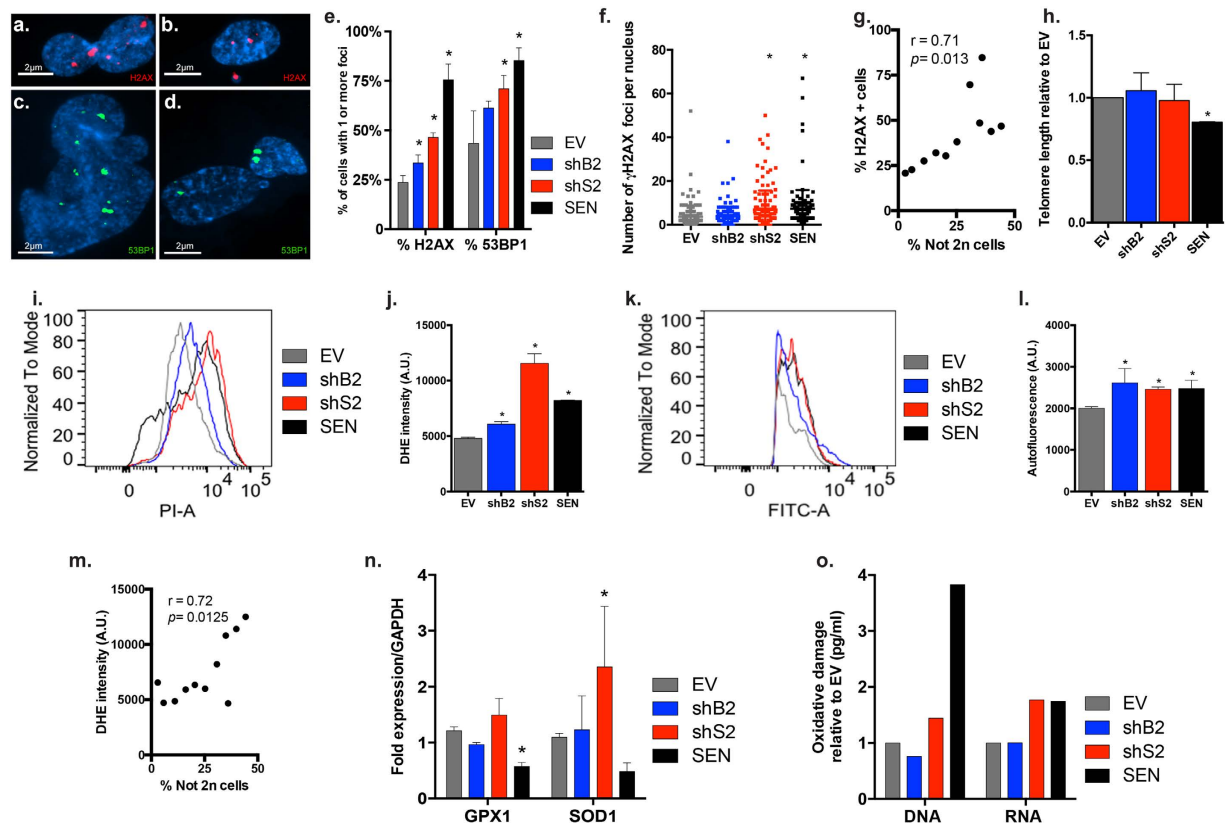 a.
2μm
H2AX
b.
2μm
H2AX
c.
2μm
53BP1
d.
2μm
53BP1
e.
% of cells with 1 or more foci
100%
75%
50%
25%
* * * * *
% H2AX % 53BP1
EV
shB2
shS2
SEN
f.
Number of γH2AX foci per nucleus
80
60
40
20
0
* *
EV shB2 shS2 SEN
g.
r = 0.71
p= 0.013
% H2AX + cells
100
75
50
25
0
0 25 50
% Not 2n cells
h.
Telomere length relative to EV
1.5
1.0
0.5
0.0
*
EV shB2 shS2 SEN
i.
Normalized To Mode
100
80
60
40
20
0
0 10⁴ 10⁵
PI-A
EV
shB2
shS2
SEN
j.
DHE intensity (A.U.)
15000
10000
5000
0
* * *
EV shB2 shS2 SEN
k.
Normalized To Mode
100
80
60
40
20
0
0 10⁴ 10⁵
FITC-A
EV
shB2
shS2
SEN
l.
Autofluorescence (A.U.)
4000
3000
2000
1000
0
* * *
EV shB2 shS2 SEN
m.
r = 0.72
p= 0.0125
DHE intensity (A.U.)
15000
10000
5000
0
0 25 50
% Not 2n cells
n.
Fold expression/GAPDH
4
3
2
1
0
* *
GPX1 SOD1
EV
shB2
shS2
SEN
o.
Oxidative damage
relative to EV (pg/ml)
4
3
2
1
0
DNA RNA
EV
shB2
shS2
SEN